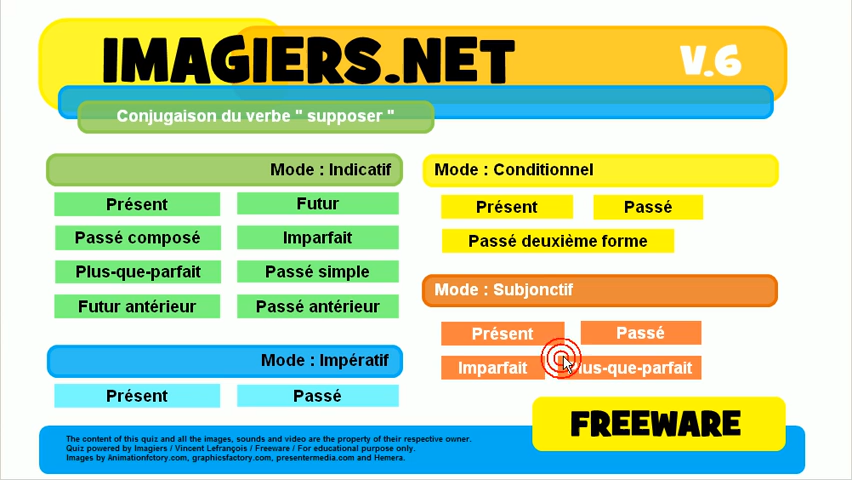 IMAGIERS.NET
V.6
Conjugaison du verbe " supposer "
Mode : Indicatif
Présent
Futur
Passé composé
Imparfait
Plus-que-parfait
Passé simple
Futur antérieur
Passé antérieur
Mode : Impératif
Présent
Passé
Mode : Conditionnel
Présent
Passé
Passé deuxième forme
Mode : Subjonctif
Présent
Passé
Imparfait
Plus-que-parfait
FREEWARE
The content of this quiz and all the images, sounds and video are the property of their respective owner.
Quiz powered by Imagiers / Vincent Lefrançois / Freeware / For educational purpose only.
Images by Animationfctory.com, graphicsfactory.com, presentermedia.com and Hemera.